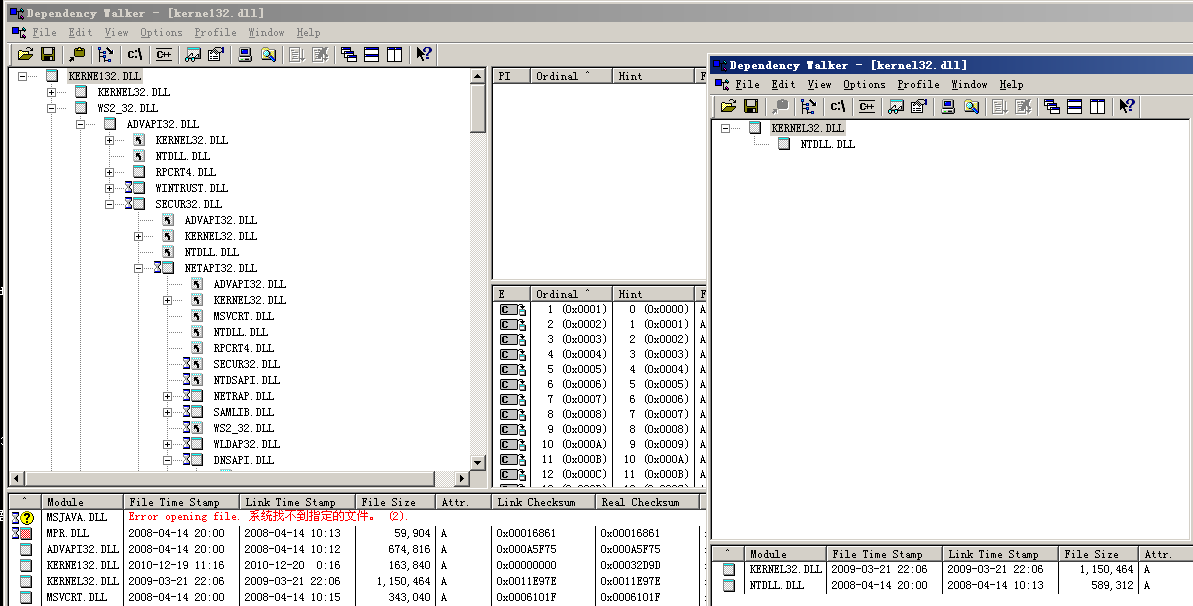 Dependency Walker - [kerne132.dll]
File Edit View Options Profile Window Help
c:\ C++
KERNE132.DLL
KERNEL32.DLL
WS2_32.DLL
ADVAPI32.DLL
KERNEL32.DLL
NTDLL.DLL
RPCRT4.DLL
WINTRUST.DLL
SECUR32.DLL
ADVAPI32.DLL
KERNEL32.DLL
NTDLL.DLL
NETAPI32.DLL
ADVAPI32.DLL
KERNEL32.DLL
MSVCRT.DLL
NTDLL.DLL
RPCRT4.DLL
SECUR32.DLL
NTDSAPI.DLL
NETRAP.DLL
SAMLIB.DLL
WS2_32.DLL
WLDAP32.DLL
DNSAPI.DLL
PI Ordinal ^ Hint F
E Ordinal ^ Hint F
C 1 (0x0001) 0 (0x0000) A
C 2 (0x0002) 1 (0x0001) A
C 3 (0x0003) 2 (0x0002) A
C 4 (0x0004) 3 (0x0003) A
C 5 (0x0005) 4 (0x0004) A
C 6 (0x0006) 5 (0x0005) A
C 7 (0x0007) 6 (0x0006) A
C 8 (0x0008) 7 (0x0007) A
C 9 (0x0009) 8 (0x0008) A
C 10 (0x000A) 9 (0x0009) A
C 11 (0x000B) 10 (0x000A) A
C 12 (0x000C) 11 (0x000B) A
^ Module File Time Stamp Link Time Stamp File Size Attr. Link Checksum Real Checksum
? MSJAVA.DLL Error opening file. 系统找不到指定的文件。 (2).
MPR.DLL 2008-04-14 20:00 2008-04-14 10:13 59,904 A 0x00016861 0x00016861
ADVAPI32.DLL 2008-04-14 20:00 2008-04-14 10:12 674,816 A 0x000A5F75 0x000A5F75
KERNE132.DLL 2010-12-19 11:16 2010-12-20 0:16 163,840 A 0x00000000 0x00032D9D
KERNEL32.DLL 2009-03-21 22:06 2009-03-21 22:06 1,150,464 A 0x0011E97E 0x0011E97E
MSVCRT.DLL 2008-04-14 20:00 2008-04-14 10:15 343,040 A 0x0006101F 0x0006101F
Dependency Walker - [kernel32.dll]
File Edit View Options Profile Window Help
c:\ C++
KERNEL32.DLL
NTDLL.DLL
^ Module File Time Stamp Link Time Stamp File Size Attr.
KERNEL32.DLL 2009-03-21 22:06 2009-03-21 22:06 1,150,464 A
NTDLL.DLL 2008-04-14 20:00 2008-04-14 10:13 589,312 A